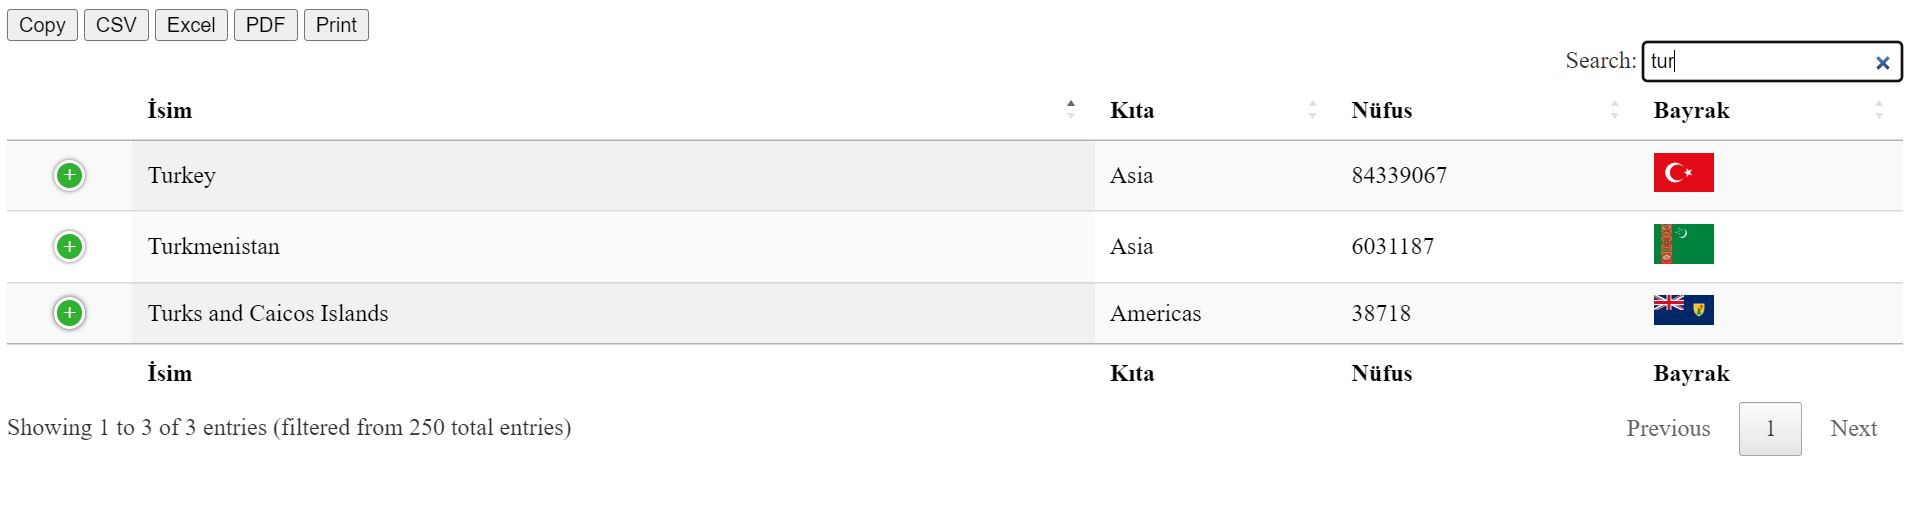 Copy CSV Excel PDF Print
Search: tur
İsim Kıta Nüfus Bayrak
Turkey Asia 84339067
Turkmenistan Asia 6031187
Turks and Caicos Islands Americas 38718
İsim Kıta Nüfus Bayrak
Showing 1 to 3 of 3 entries (filtered from 250 total entries) Previous 1 Next